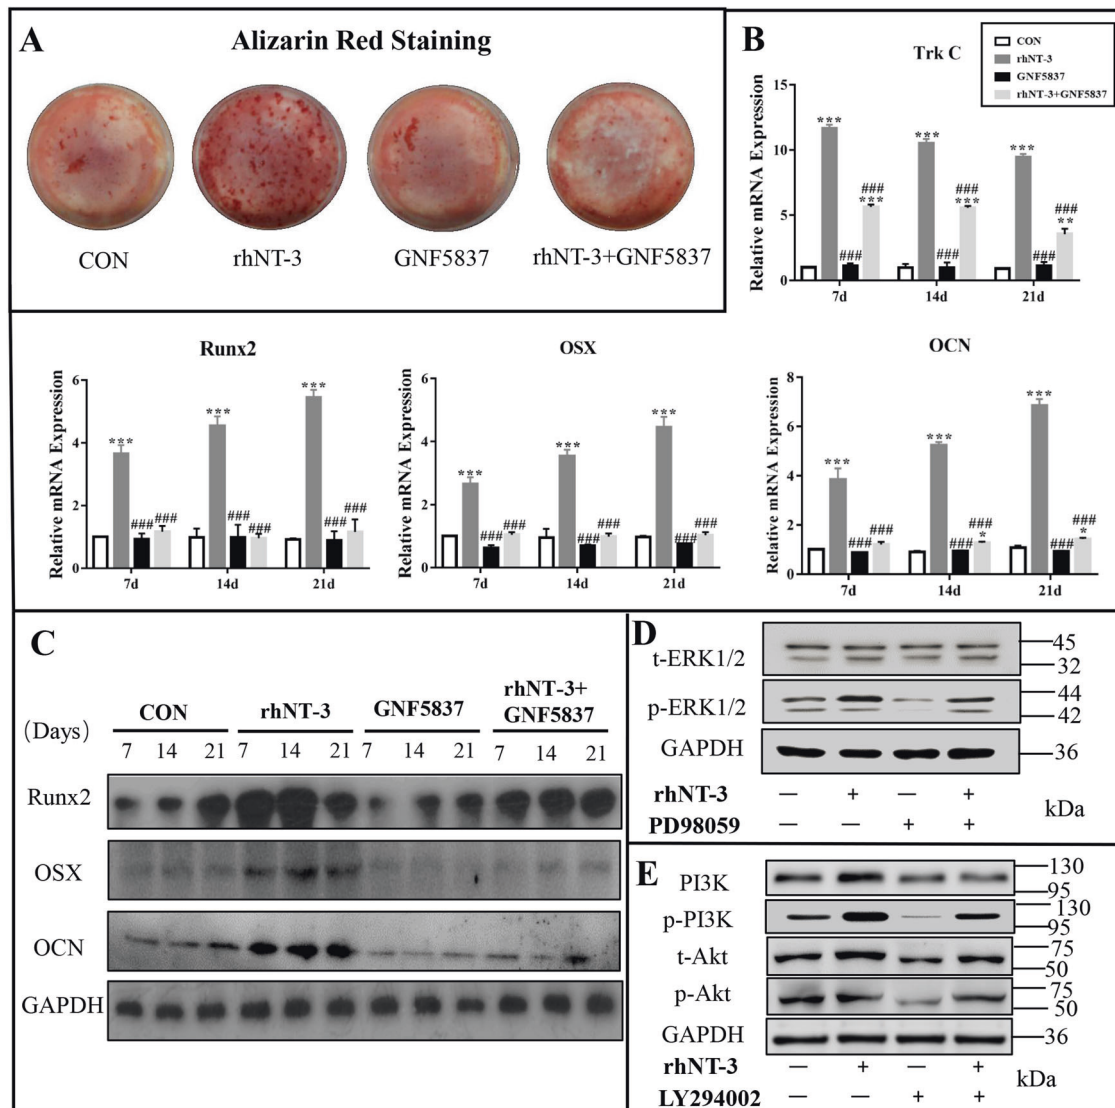 A
Alizarin Red Staining
CON
rhNT-3
GNF5837
rhNT-3+GNF5837
B
Trk C
CON
rhNT-3
GNF5837
rhNT-3+GNF5837
Relative mRNA Expression
15
10
5
0
***
###
###
***
***
###
###
***
***
###
###
**
7d
14d
21d
Runx2
Relative mRNA Expression
6
4
2
0
***
###
###
***
###
###
***
###
###
7d
14d
21d
OSX
Relative mRNA Expression
6
4
2
0
***
###
###
***
###
###
***
###
###
7d
14d
21d
OCN
Relative mRNA Expression
8
6
4
2
0
***
###
###
***
###
###
*
***
###
###
*
7d
14d
21d
C
(Days)
CON
rhNT-3
GNF5837
rhNT-3+
GNF5837
7 14 21 7 14 21 7 14 21 7 14 21
Runx2
OSX
OCN
GAPDH
D
t-ERK1/2
45
32
p-ERK1/2
44
42
GAPDH
36
rhNT-3 — + — +
kDa
PD98059 — — + +
E
PI3K
130
95
p-PI3K
130
95
t-Akt
75
50
p-Akt
75
50
GAPDH
36
rhNT-3 — + — +
kDa
LY294002 — — + +